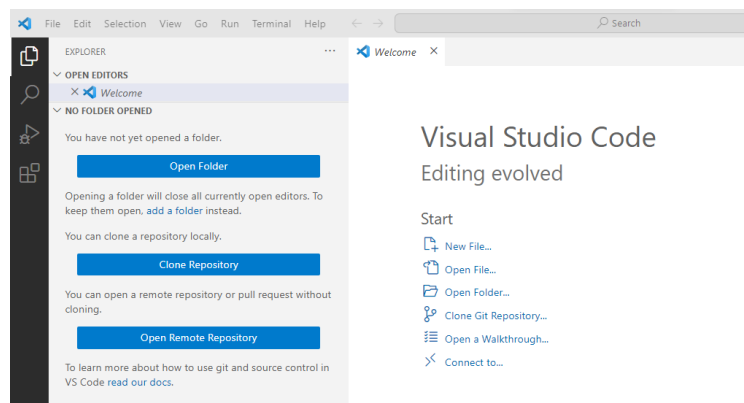 File Edit Selection View Go Run Terminal Help
Search
EXPLORER
Welcome
OPEN EDITORS
Welcome
NO FOLDER OPENED
You have not yet opened a folder.
Open Folder
Opening a folder will close all currently open editors. To
keep them open, add a folder instead.
You can clone a repository locally.
Clone Repository
You can open a remote repository or pull request without
cloning.
Open Remote Repository
To learn more about how to use git and source control in
VS Code read our docs.
Visual Studio Code
Editing evolved
Start
New File...
Open File...
Open Folder...
Clone Git Repository...
Open a Walkthrough...
Connect to...